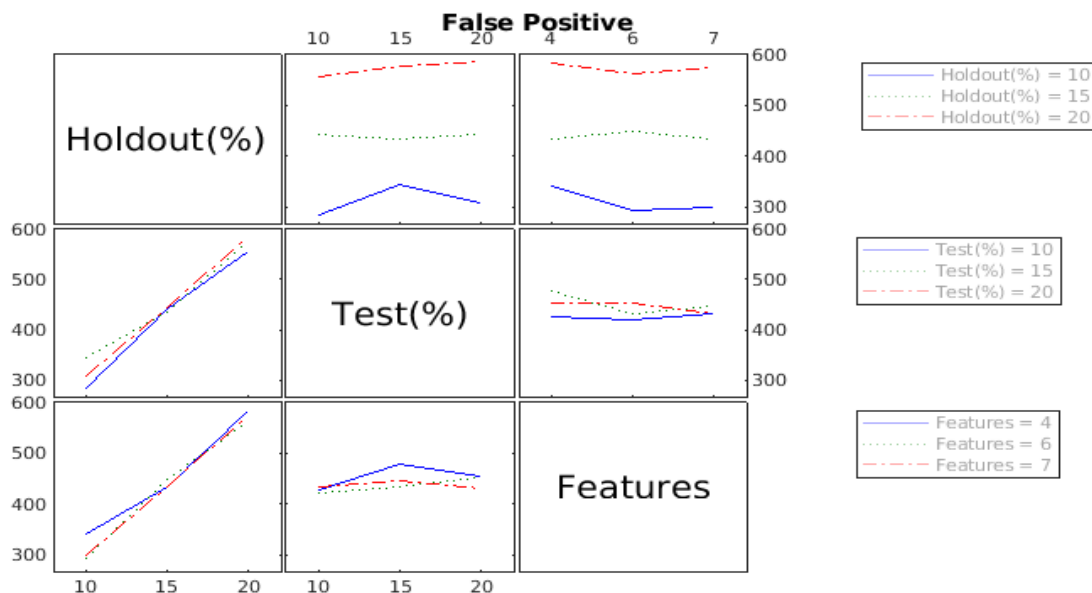 False Positive
10 15 20 4 6 7
600
500
400
300
Holdout(%)
Holdout(%) = 10
Holdout(%) = 15
Holdout(%) = 20
600
500
400
300
Test(%)
600
500
400
300
Test(%) = 10
Test(%) = 15
Test(%) = 20
600
500
400
300
Features
Features = 4
Features = 6
Features = 7
10 15 20 10 15 20